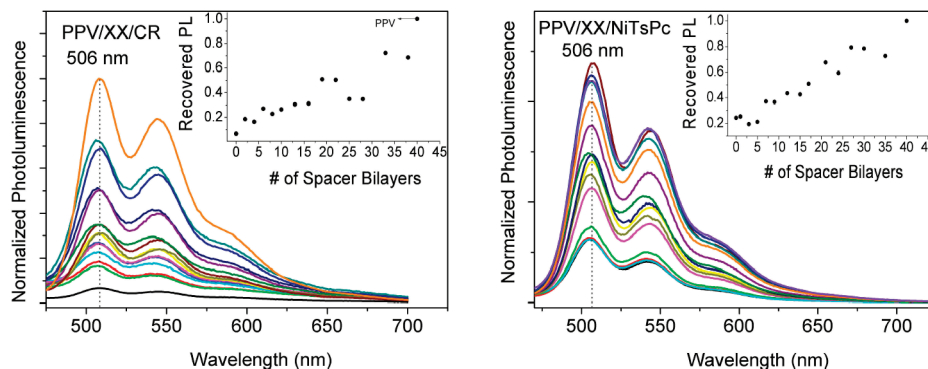 PPV/XX/CR
506 nm
Normalized Photoluminescence
500 550 600 650 700
Wavelength (nm)
Recovered PL
1.0
0.8
0.6
0.4
0.2
PPV
0 5 10 15 20 25 30 35 40 45
# of Spacer Bilayers
PPV/XX/NiTsPc
506 nm
Normalized Photoluminescence
500 550 600 650 700
Wavelength (nm)
Recovered PL
1.0
0.8
0.6
0.4
0.2
0 5 10 15 20 25 30 35 40 45
# of Spacer Bilayers